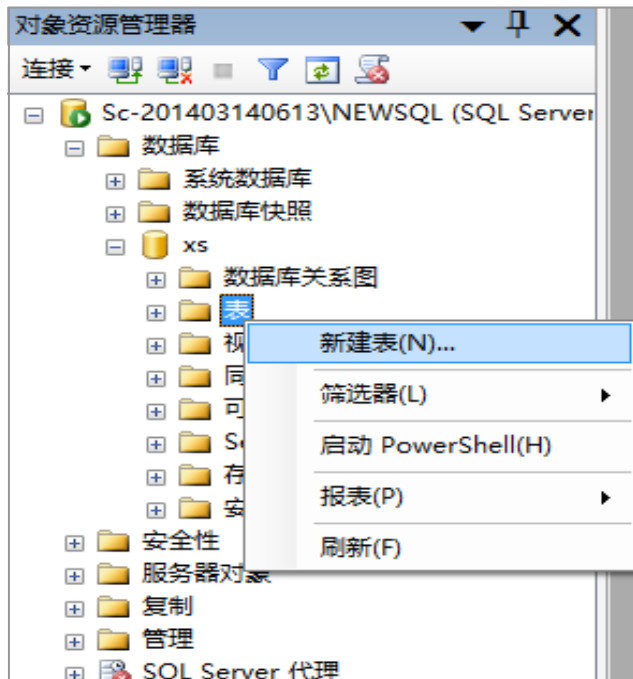 对象资源管理器
连接
Sc-201403140613\NEWSQL (SQL Server
数据库
系统数据库
数据库快照
xs
数据库关系图
表
新建表(N)...
视
筛选器(L)
同
可
启动 PowerShell(H)
Se
存
报表(P)
安
安全性
刷新(F)
服务器对象
复制
管理
SQL Server 代理